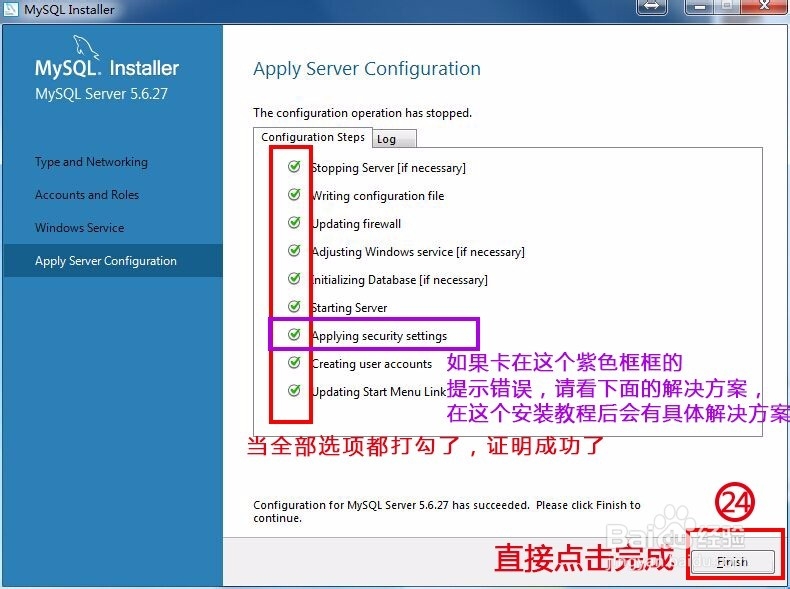 MySQL Installer
MySQL. Installer
MySQL Server 5.6.27
Type and Networking
Accounts and Roles
Windows Service
Apply Server Configuration
Apply Server Configuration
The configuration operation has stopped.
Configuration Steps Log
Stopping Server [if necessary]
Writing configuration file
Updating firewall
Adjusting Windows service [if necessary]
Initializing Database [if necessary]
Starting Server
Applying security settings
Creating user accounts
Updating Start Menu Link
如果卡在这个紫色框框的
提示错误，请看下面的解决方案，
在这个安装教程后会有具体解决方案
当全部选项都打勾了，证明成功了
Configuration for MySQL Server 5.6.27 has succeeded. Please click Finish to
continue.
24
直接点击完成
Finish
Baidu经验
jingyan.baidu.com